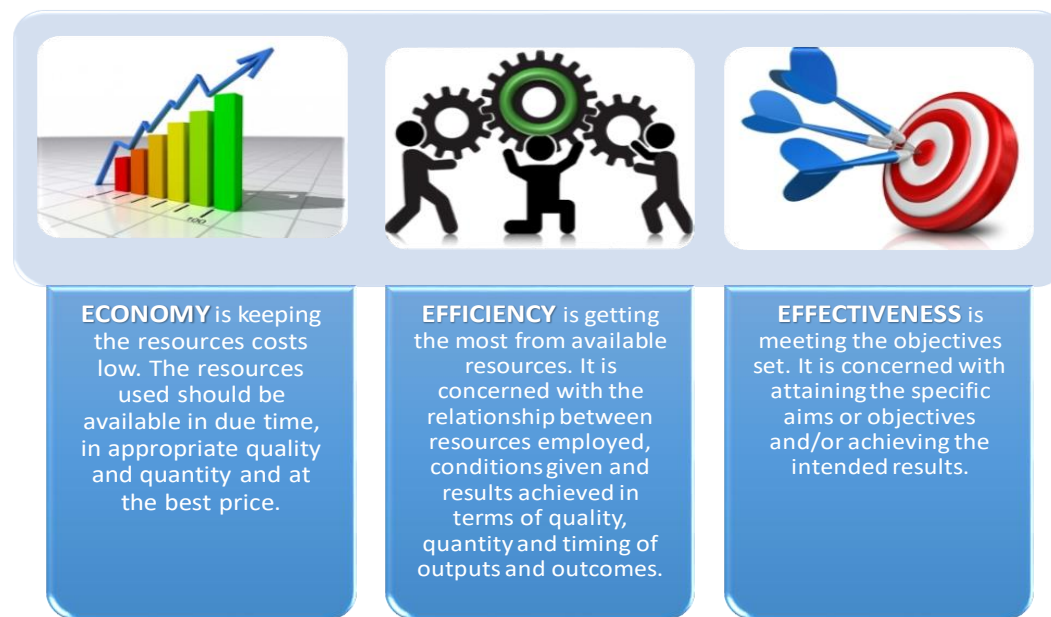 100
ECONOMY is keeping
the resources costs
low. The resources
used should be
available in due time,
in appropriate quality
and quantity and at
the best price.
EFFICIENCY is getting
the most from available
resources. It is
concerned with the
relationship between
resources employed,
conditions given and
results achieved in
terms of quality,
quantity and timing of
outputs and outcomes.
EFFECTIVENESS is
meeting the objectives
set. It is concerned with
attaining the specific
aims or objectives
and/or achieving the
intended results.